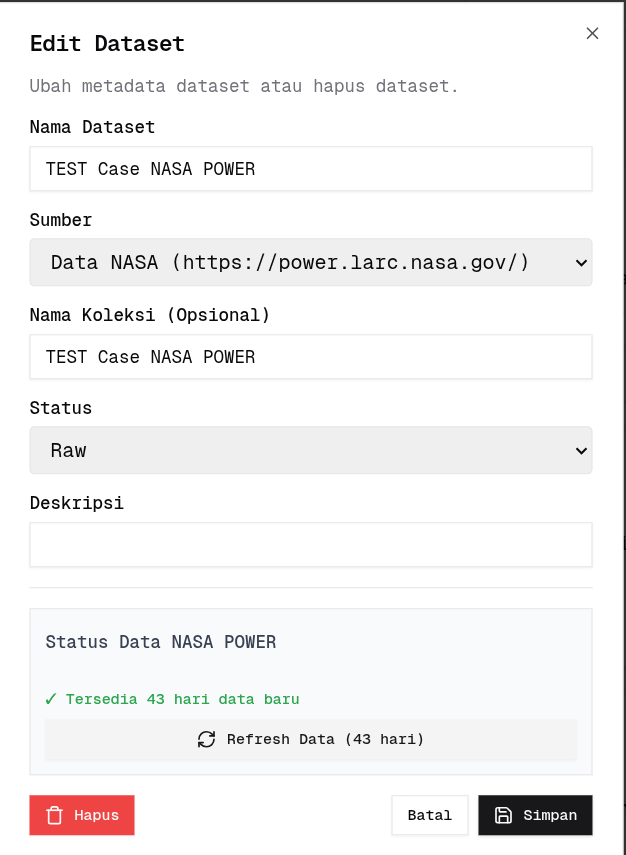 Edit Dataset
Ubah metadata dataset atau hapus dataset.
Nama Dataset
TEST Case NASA POWER
Sumber
Data NASA (https://power.larc.nasa.gov/)
Nama Koleksi (Opsional)
TEST Case NASA POWER
Status
Raw
Deskripsi
Status Data NASA POWER
✓ Tersedia 43 hari data baru
Refresh Data (43 hari)
Hapus
Batal
Simpan